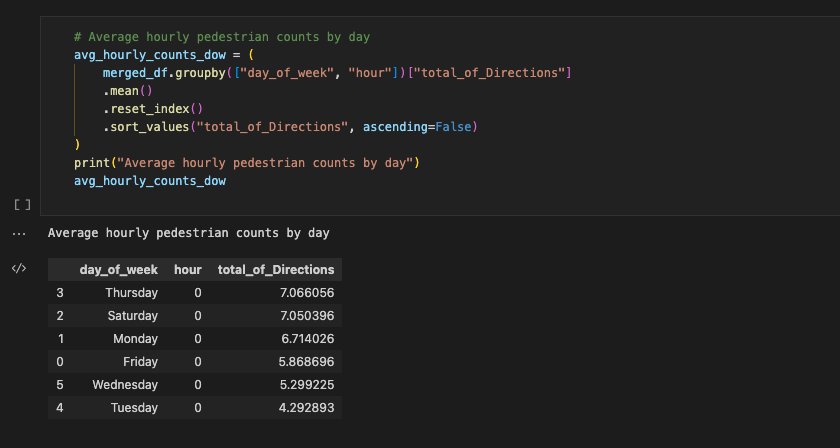 # Average hourly pedestrian counts by day
avg_hourly_counts_dow = (
    merged_df.groupby(["day_of_week", "hour"])["total_of_Directions"]
    .mean()
    .reset_index()
    .sort_values("total_of_Directions", ascending=False)
)
print("Average hourly pedestrian counts by day")
avg_hourly_counts_dow
[ ]
... Average hourly pedestrian counts by day
</> day_of_week hour total_of_Directions
3 Thursday 0 7.066056
2 Saturday 0 7.050396
1 Monday 0 6.714026
0 Friday 0 5.868696
5 Wednesday 0 5.299225
4 Tuesday 0 4.292893